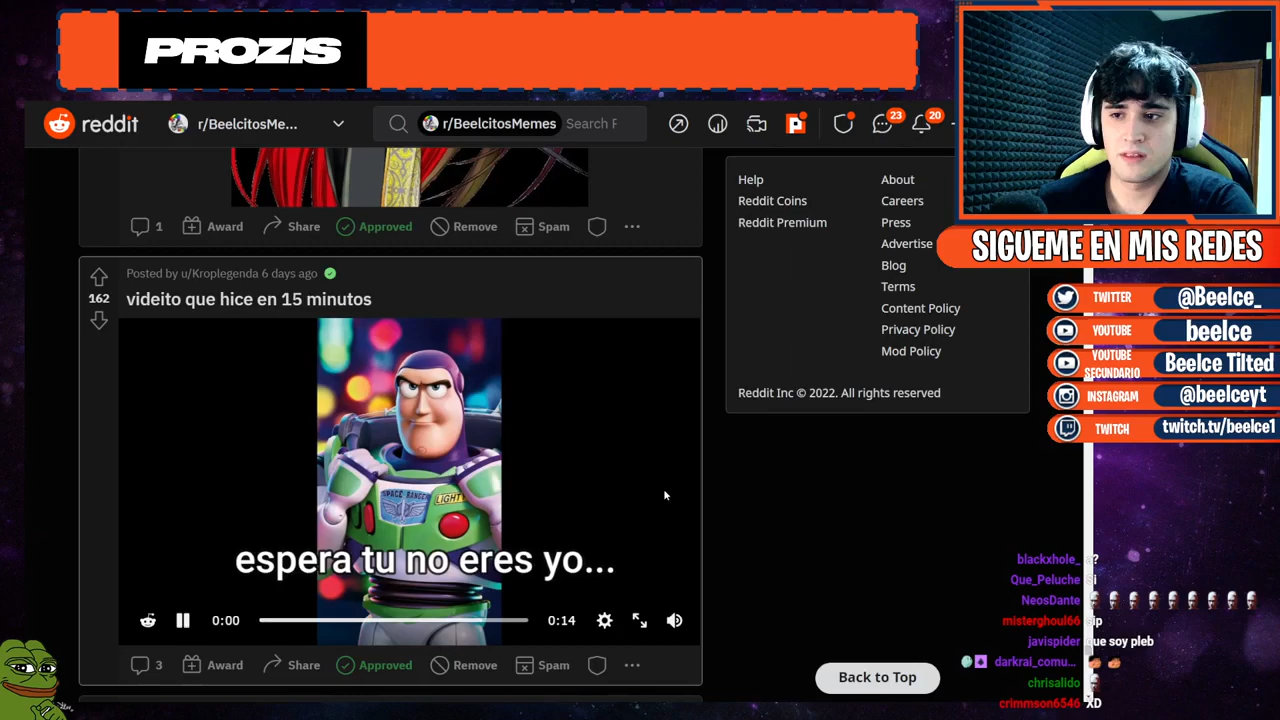 PROZIS
reddit
r/BeelcitosMe...
r/BeelcitosMemes
Search F
23
20
1
Award
Share
Approved
Remove
Spam
Posted by u/Kroplegenda 6 days ago
162
videito que hice en 15 minutos
SPACE RANGER
LIGHTY
espera tu no eres yo...
0:00
0:14
3
Award
Share
Approved
Remove
Spam
Help
About
Reddit Coins
Careers
Reddit Premium
Press
Advertise
Blog
Terms
Content Policy
Privacy Policy
Mod Policy
Reddit Inc © 2022. All rights reserved
Back to Top
SIGUEME EN MIS REDES
TWITTER
@Beelce_
YOUTUBE
beelce
YOUTUBE
SECUNDARIO
Beelce Tilted
INSTAGRAM
@beelceyt
TWITCH
twitch.tv/beelce1
blackxhole_ a?
Que_Peluche Si
NeosDante
misterghoul66 sip
javispider que soy pleb
darkrai_comu...
chrisalido
crimmson6546 XD